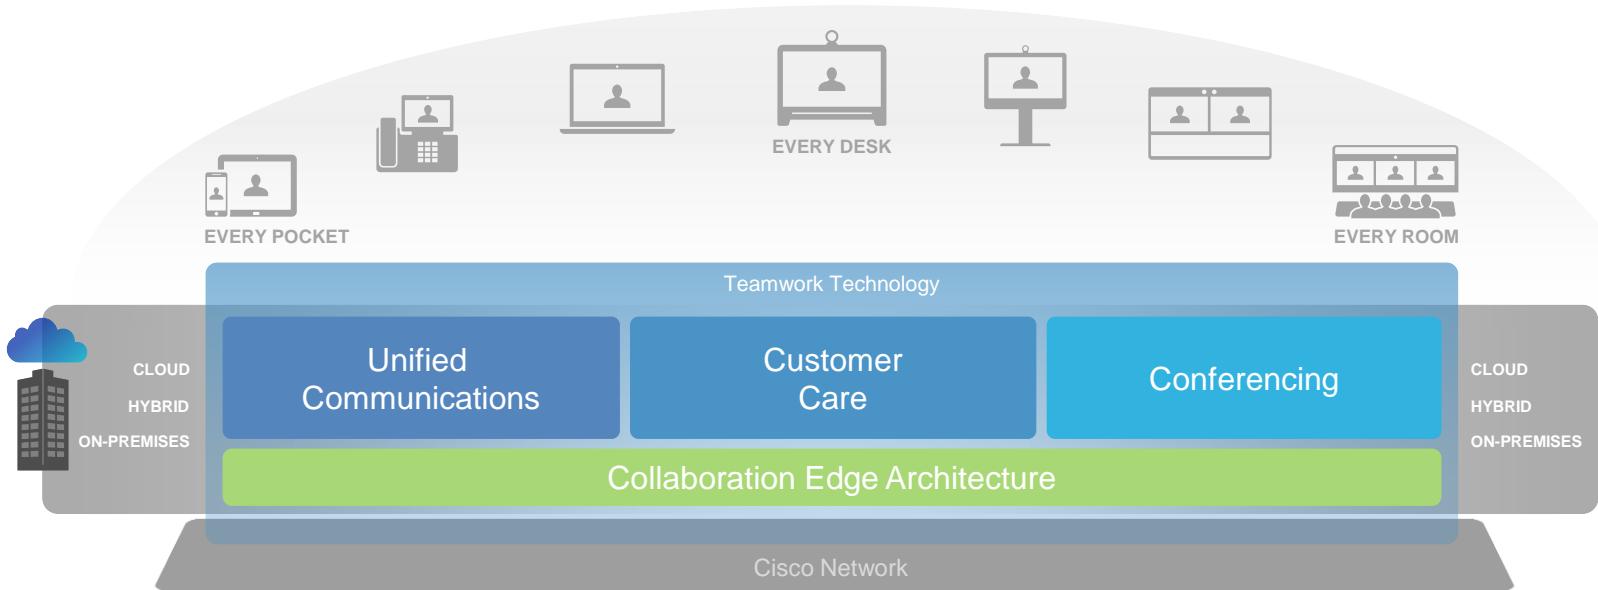 EVERY DESK
EVERY POCKET
EVERY ROOM
Teamwork Technology
CLOUD
HYBRID
ON-PREMISES
Unified
Communications
Customer
Care
Conferencing
CLOUD
HYBRID
ON-PREMISES
Collaboration Edge Architecture
Cisco Network